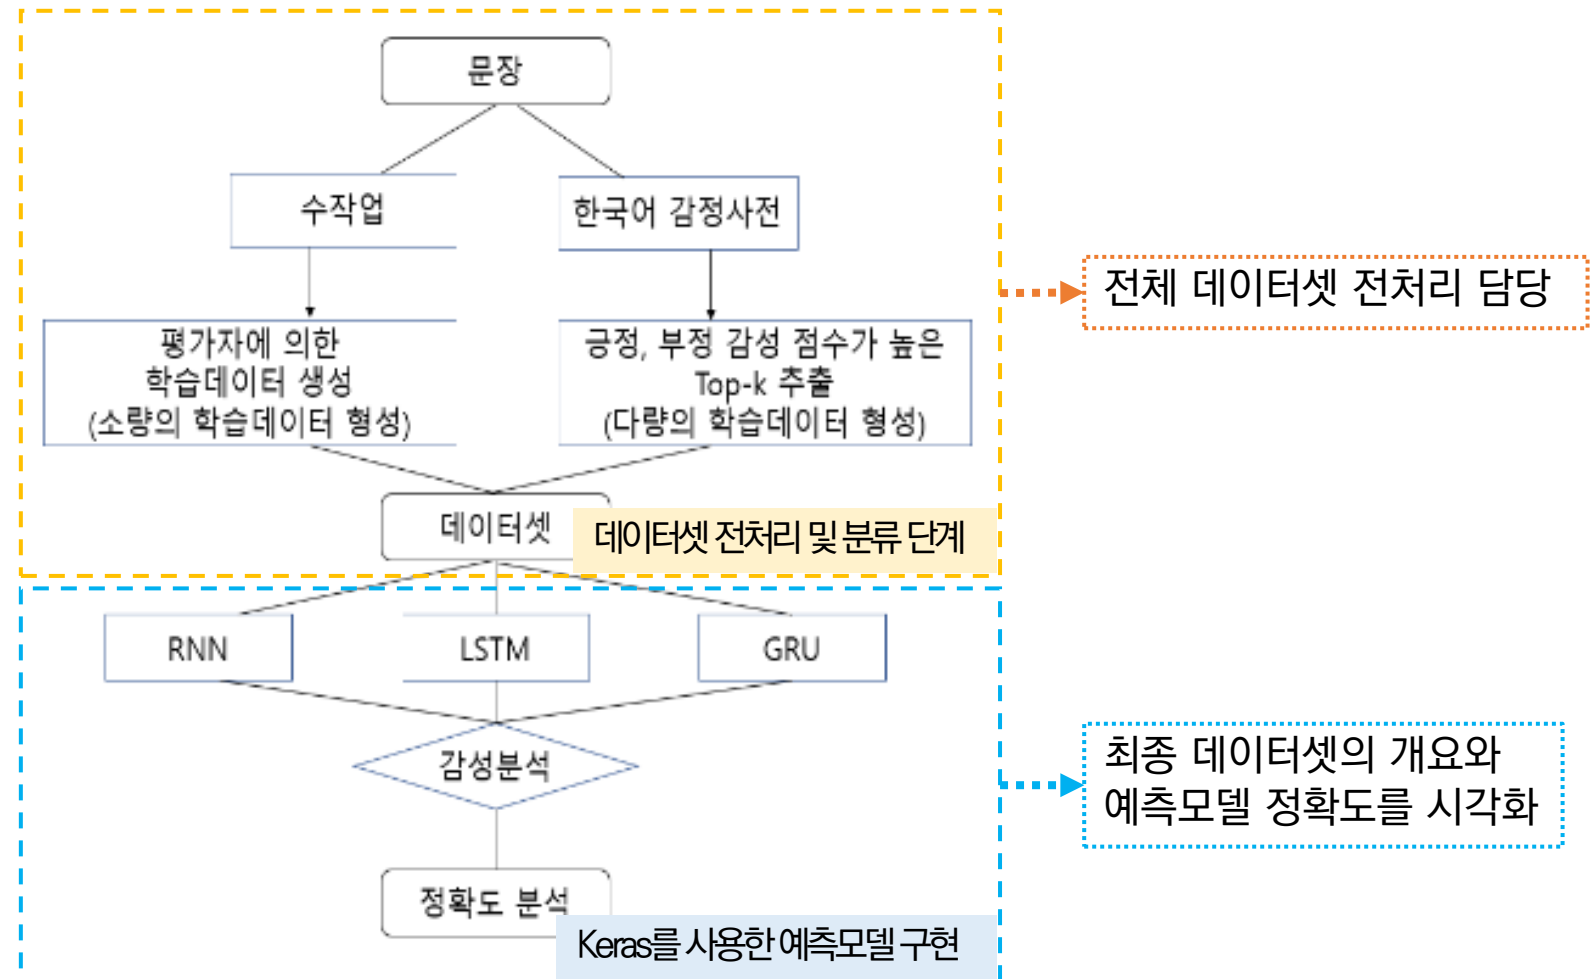 문장
수작업
한국어 감정사전
평가자에 의한
학습데이터 생성
(소량의 학습데이터 형성)
긍정, 부정 감성 점수가 높은
Top-k 추출
(다량의 학습데이터 형성)
데이터셋
데이터셋 전처리 및 분류 단계
전체 데이터셋 전처리 담당
RNN
LSTM
GRU
감성분석
정확도 분석
Keras를 사용한 예측모델 구현
최종 데이터셋의 개요와
예측모델 정확도를 시각화